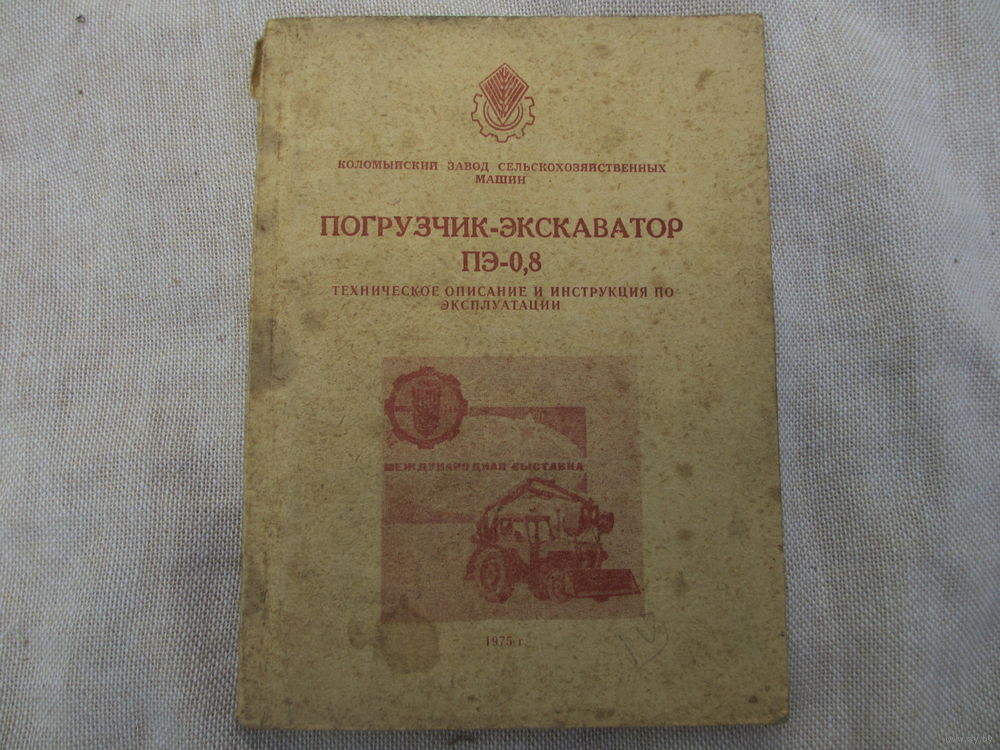 КОЛОМЫЙСКИЙ ЗАВОД СЕЛЬСКОХОЗЯЙСТВЕННЫХ
МАШИН
ПОГРУЗЧИК-ЭКСКАВАТОР
ПЭ-0,8
ТЕХНИЧЕСКОЕ ОПИСАНИЕ И ИНСТРУКЦИЯ ПО
ЭКСПЛУАТАЦИИ
МЕЖДУНАРОДНАЯ ВЫСТАВКА
1975 г.